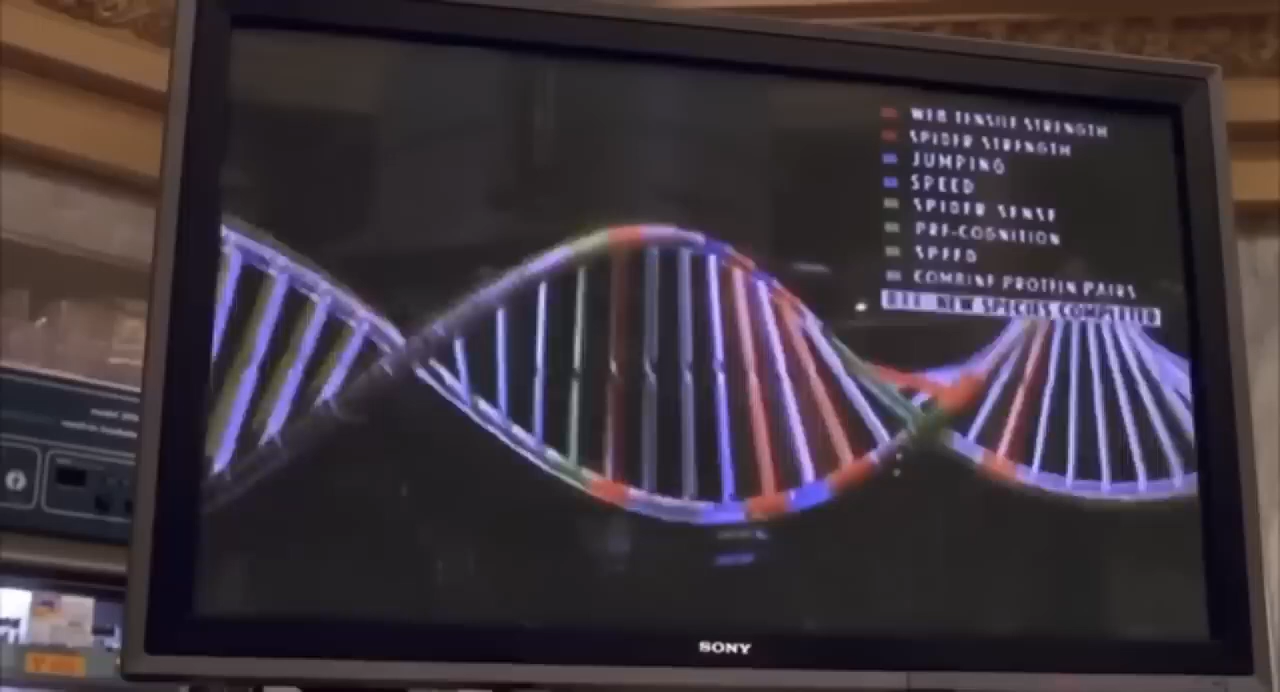 WEB TENSILE STRENGTH
SPIDER STRENGTH
JUMPING
SPEED
SPIDER SENSE
PRE-COGNITION
SPEED
COMBINE PROTEIN PAIRS
NEW SPECIES COMPLETED
SONY